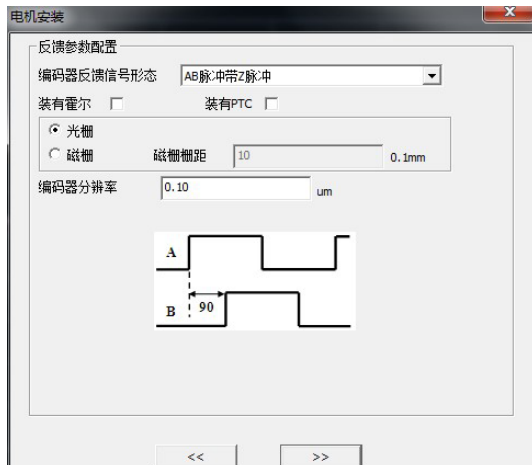 电机安装
反馈参数配置
编码器反馈信号形态 AB脉冲带Z脉冲
装有霍尔 装有PTC
光栅
磁栅 磁栅栅距 10 0.1mm
编码器分辨率 0.10 um
A
90
B
<< >>